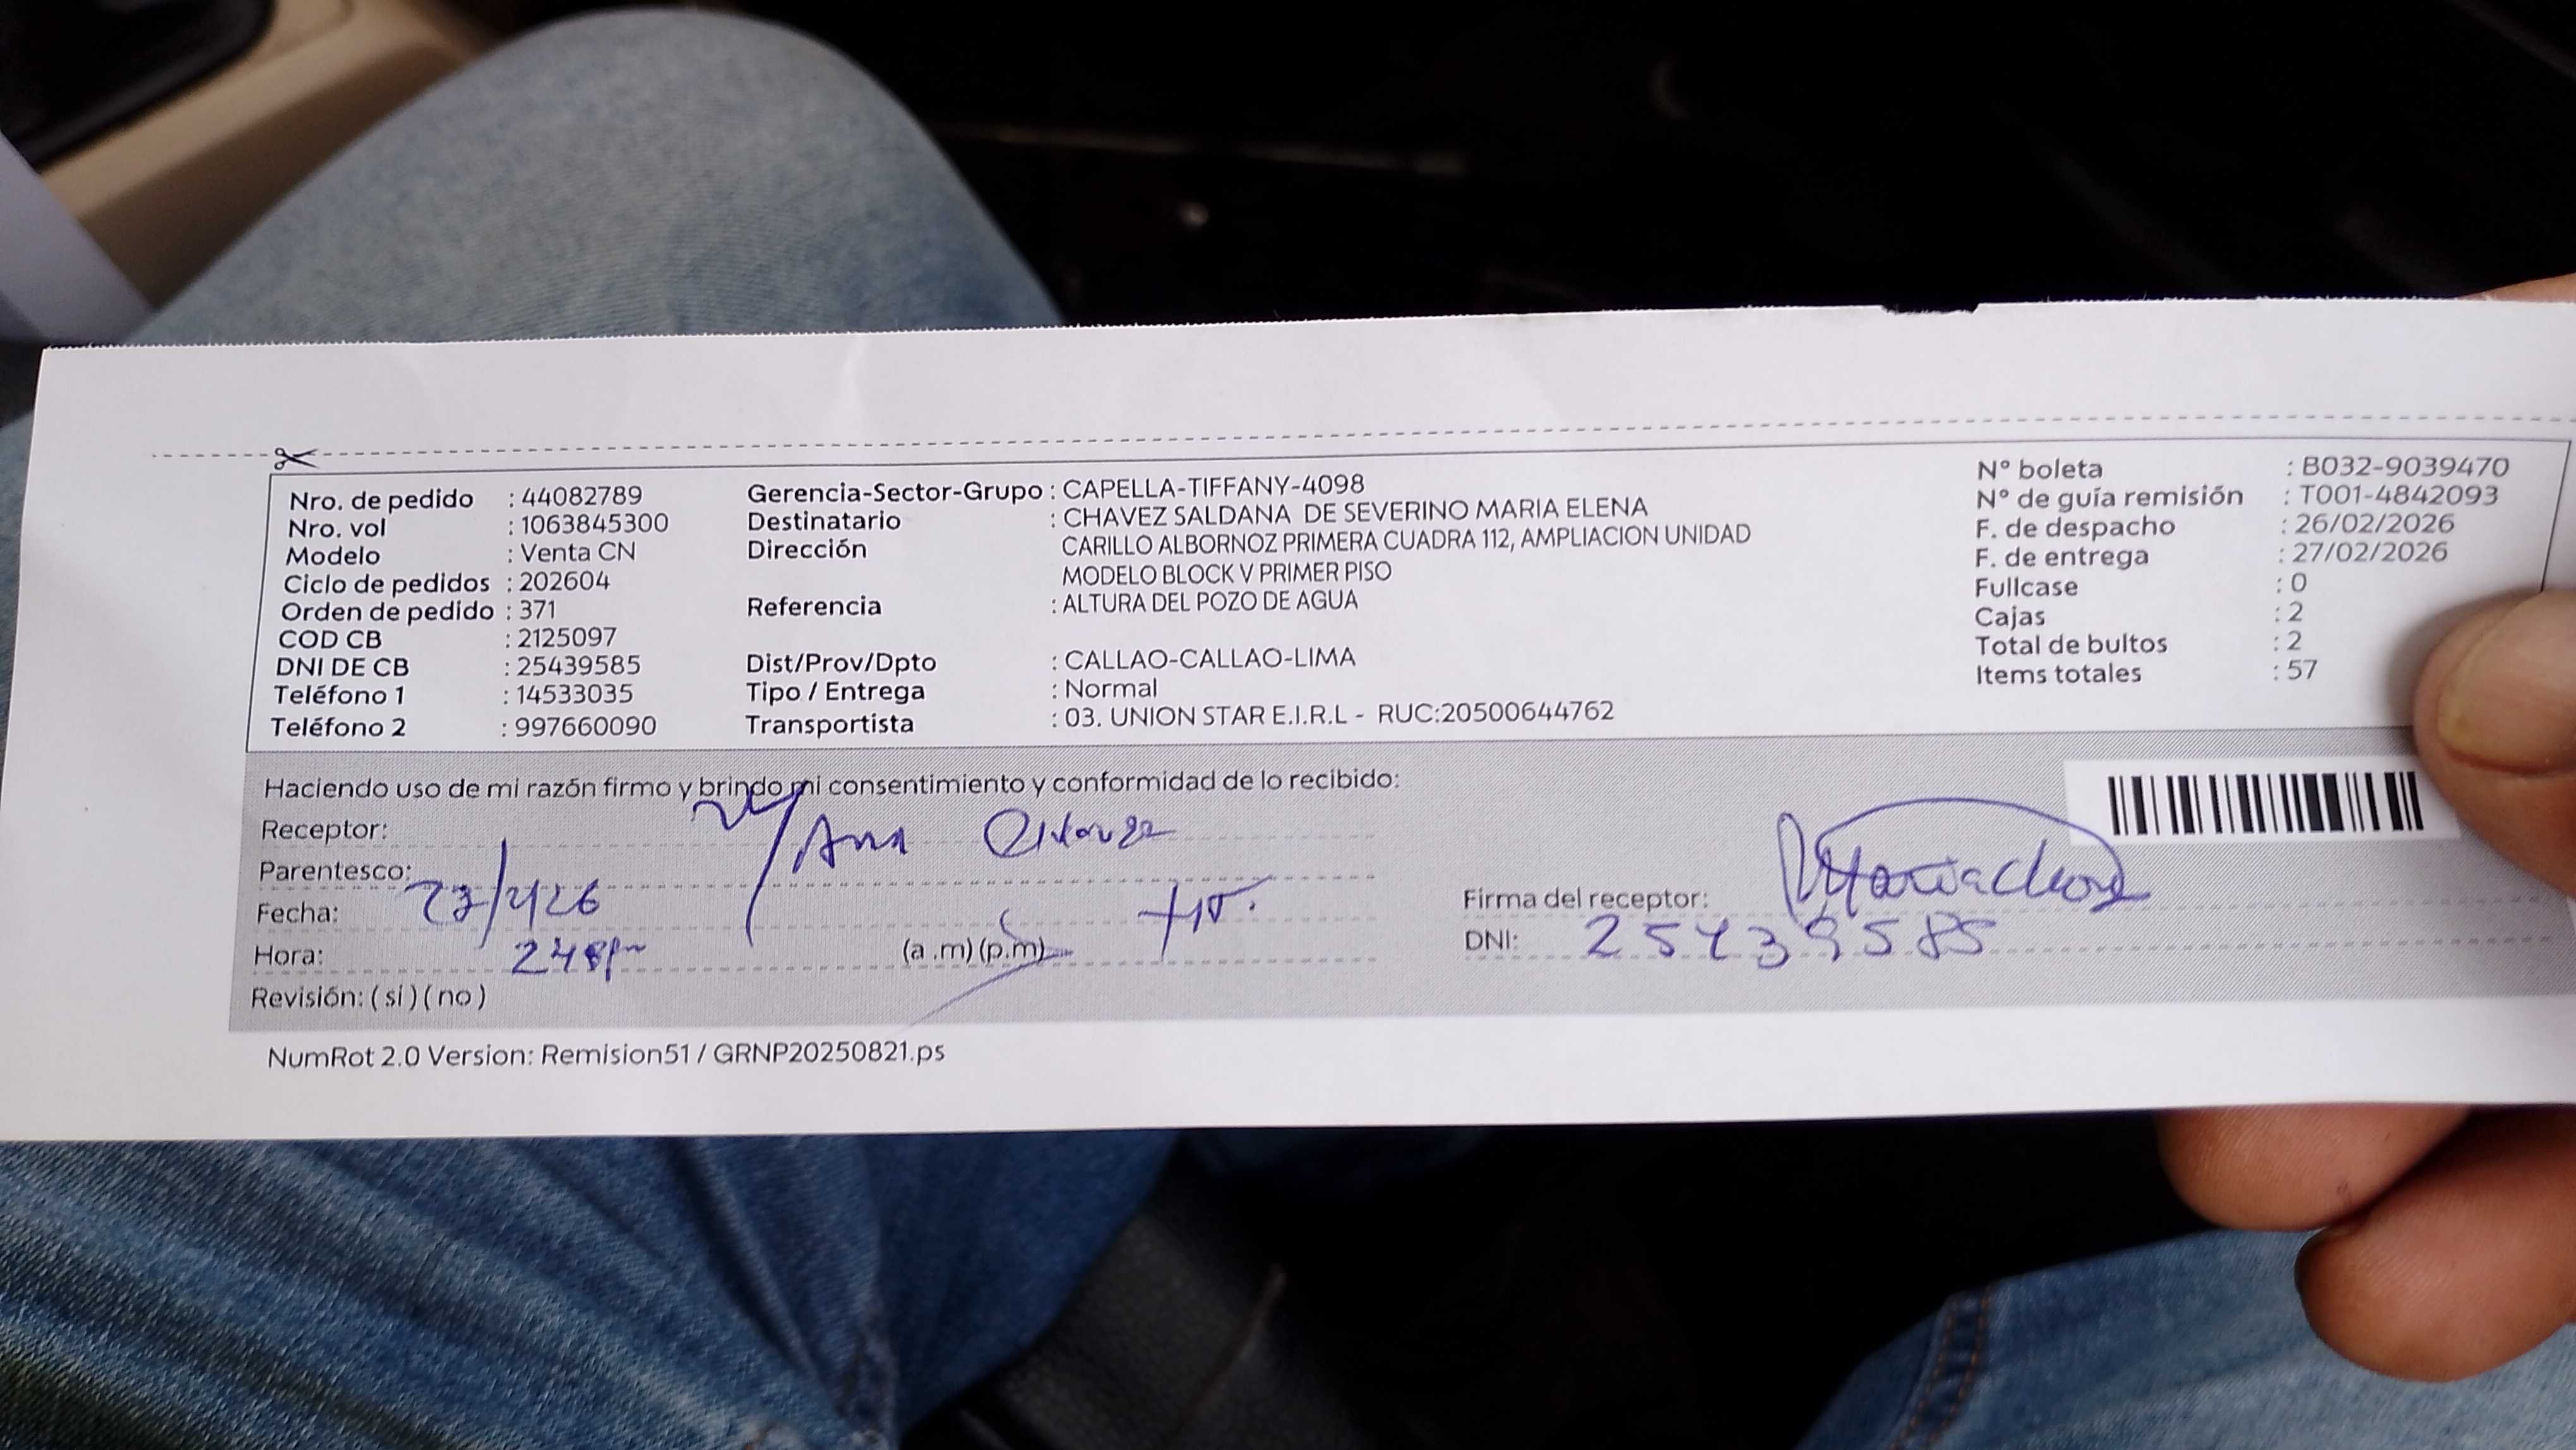 Nro. de pedido : 44082789
Nro. vol : 1063845300
Modelo : Venta CN
Ciclo de pedidos : 202604
Orden de pedido : 371
COD CB : 2125097
DNI DE CB : 25439585
Teléfono 1 : 14533035
Teléfono 2 : 997660090
Gerencia-Sector-Grupo : CAPELLA-TIFFANY-4098
Destinatario : CHAVEZ SALDANA DE SEVERINO MARIA ELENA
Dirección CARILLO ALBORNOZ PRIMERA CUADRA 112, AMPLIACION UNIDAD
MODELO BLOCK V PRIMER PISO
Referencia : ALTURA DEL POZO DE AGUA
Dist/Prov/Dpto : CALLAO-CALLAO-LIMA
Tipo / Entrega : Normal
Transportista : 03. UNION STAR E.I.R.L - RUC:20500644762
N° boleta : B032-9039470
N° de guía remisión : T001-4842093
F. de despacho : 26/02/2026
F. de entrega : 27/02/2026
Fullcase : 0
Cajas : 2
Total de bultos : 2
Items totales : 57
Haciendo uso de mi razón firmo y brindo mi consentimiento y conformidad de lo recibido:
Receptor: Ana
Parentesco:
Fecha: 27/2/26
Hora: 248pm (a .m) (p.m)
Revisión: ( si ) ( no )
Firma del receptor:
DNI: 25439585
NumRot 2.0 Version: Remision51 / GRNP20250821.ps